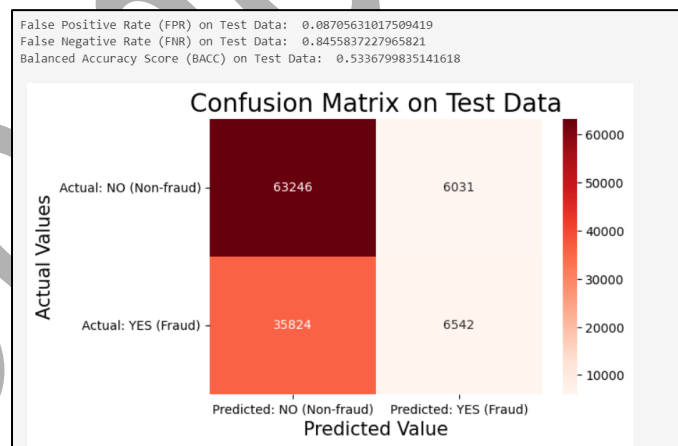 False Positive Rate (FPR) on Test Data:  0.08705631017509419
False Negative Rate (FNR) on Test Data:  0.8455837227965821
Balanced Accuracy Score (BACC) on Test Data:  0.5336799835141618
Confusion Matrix on Test Data
Actual Values
Actual: NO (Non-fraud)
63246
6031
Actual: YES (Fraud)
35824
6542
Predicted: NO (Non-fraud)
Predicted: YES (Fraud)
Predicted Value
60000
50000
40000
30000
20000
10000